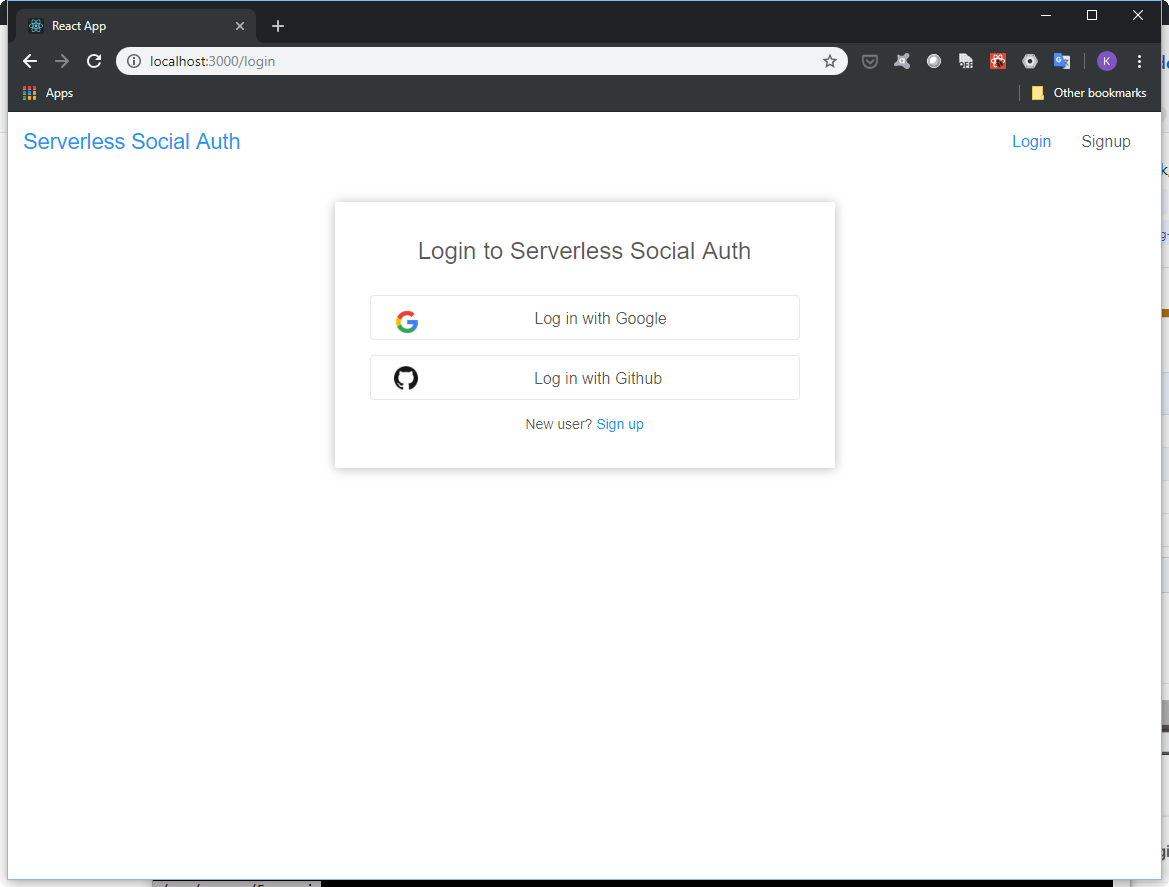 React App
localhost:3000/login
OFF
K
Apps
Other bookmarks
Serverless Social Auth
Login
Signup
Login to Serverless Social Auth
Log in with Google
Log in with Github
New user? Sign up